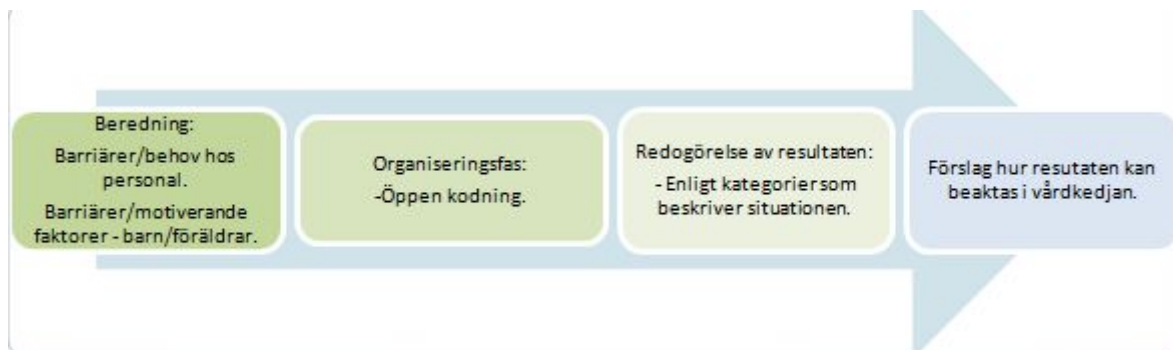 Beredning:
Barriärer/behov hos
personal.
Barriärer/motiverande
faktorer - barn/föräldrar.
Organiseringsfas:
-Öppen kodning.
Redogörelse av resultaten:
- Enligt kategorier som
beskriver situationen.
Förslag hur resutaten kan
beaktas i vårdkedjan.